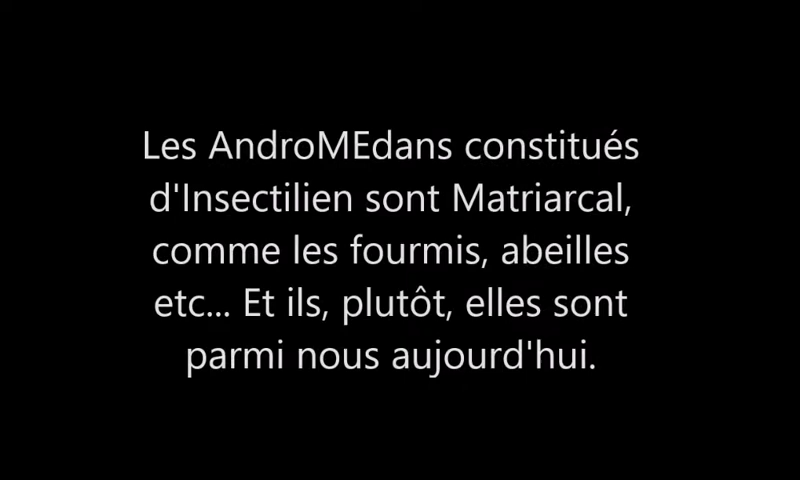 Les AndroMEdans constitués
d'Insectilien sont Matriarcal,
comme les fourmis, abeilles
etc... Et ils, plutôt, elles sont
parmi nous aujourd'hui.